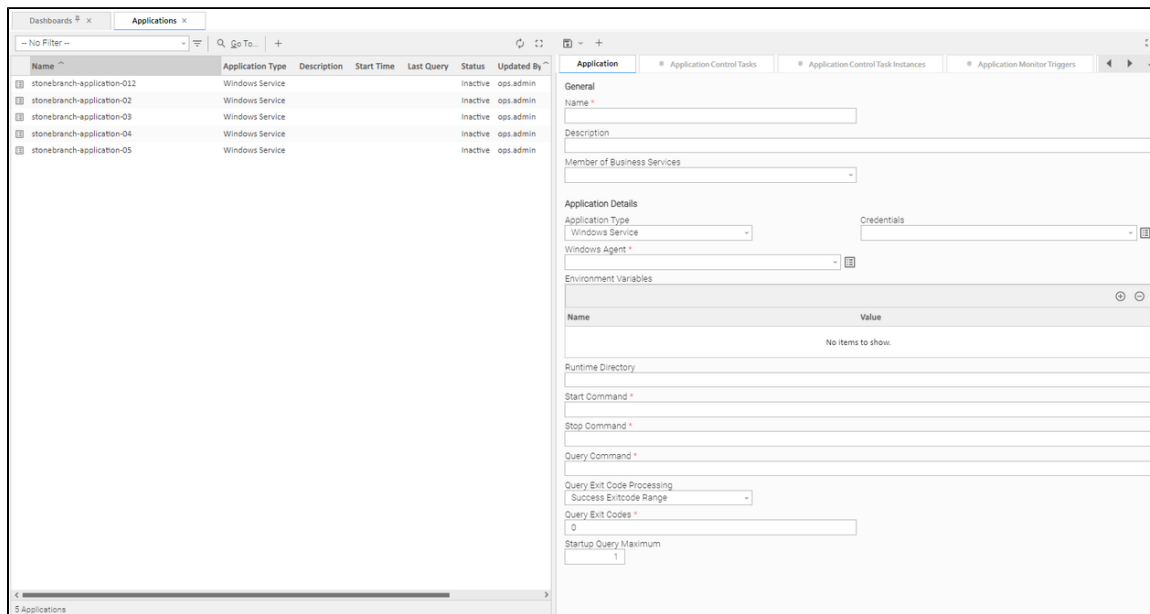 Dashboards ×
Applications ×
-- No Filter --
Go To...
Name Application Type Description Start Time Last Query Status Updated By
stonebranch-application-012 Windows Service Inactive ops.admin
stonebranch-application-02 Windows Service Inactive ops.admin
stonebranch-application-03 Windows Service Inactive ops.admin
stonebranch-application-04 Windows Service Inactive ops.admin
stonebranch-application-05 Windows Service Inactive ops.admin
5 Applications
Application
Application Control Tasks
Application Control Task Instances
Application Monitor Triggers
General
Name *
Description
Member of Business Services
Application Details
Application Type Credentials
Windows Service
Windows Agent *
Environment Variables
Name Value
No items to show.
Runtime Directory
Start Command *
Stop Command *
Query Command *
Query Exit Code Processing
Success Exitcode Range
Query Exit Codes *
0
Startup Query Maximum
1